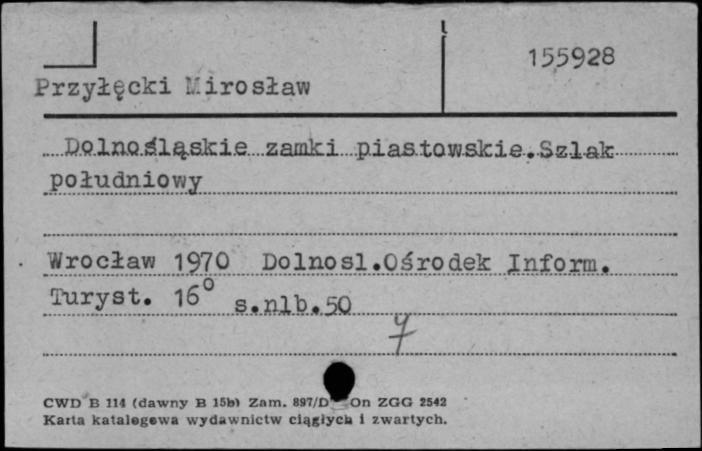 155928
Przyłęcki Mirosław
Dolnośląskie zamki piastowskie.Szlak
południowy
Wrocław 1970 Dolnosl.Ośrodek Inform.
Turyst. 16° s.nlb.50
CWD B 114 (dawny B 15b) Zam. 897/D On ZGG 2542
Karta katalogowa wydawnictw ciągłych i zwartych.